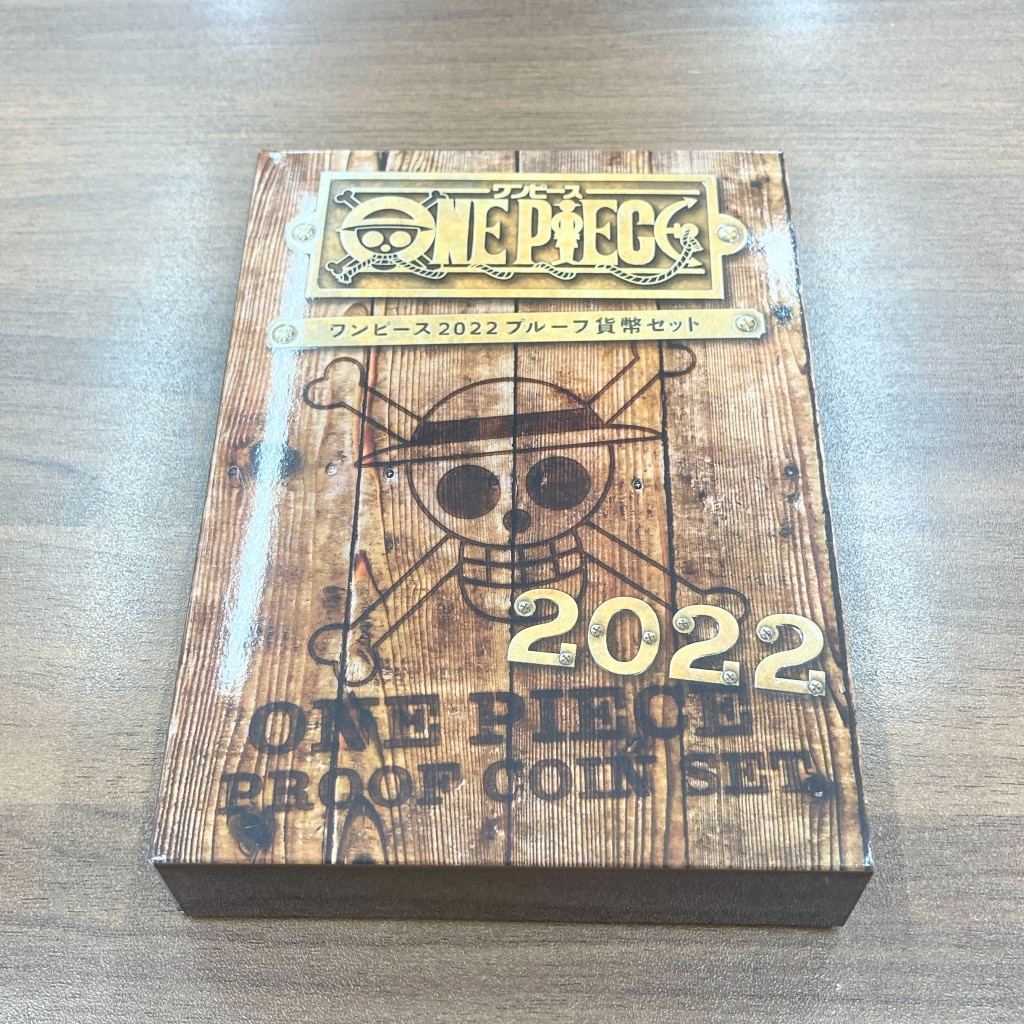 ワンピース
ONE PIECE
ワンピース2022プルーフ貨幣セット
2022
ONE PIECE
PROOF COIN SET